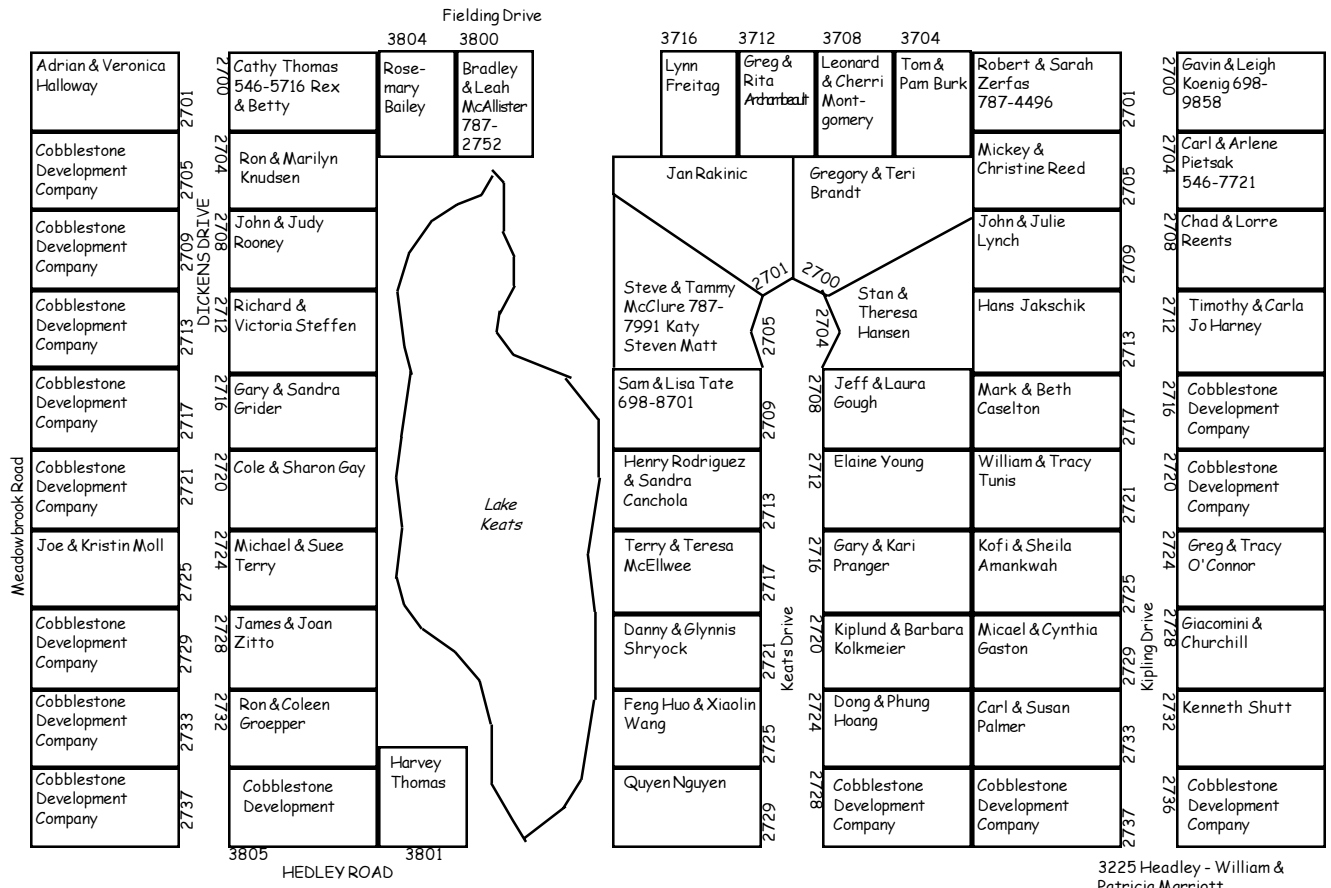 Fielding Drive
3804
3800
3716
3712
3708
3704
Adrian & Veronica
Halloway
2701
Cobblestone
Development
Company
2705
Cobblestone
Development
Company
2709
Cobblestone
Development
Company
2713
Cobblestone
Development
Company
2717
Cobblestone
Development
Company
2721
Joe & Kristin Moll
2725
Cobblestone
Development
Company
2729
Cobblestone
Development
Company
2733
Cobblestone
Development
Company
2737
Meadowbrook Road
DICKENS DRIVE
2700
Cathy Thomas
546-5716 Rex
& Betty
2704
Ron & Marilyn
Knudsen
2708
John & Judy
Rooney
2712
Richard &
Victoria Steffen
2716
Gary & Sandra
Grider
2720
Cole & Sharon Gay
2724
Michael & Suee
Terry
2728
James & Joan
Zitto
2732
Ron & Coleen
Groepper
Cobblestone
Development
3805
Rose-
mary
Bailey
Bradley
& Leah
McAllister
787-
2752
Lake
Keats
Harvey
Thomas
3801
HEDLEY ROAD
Lynn
Freitag
Greg &
Rita
Archambeault
Leonard
& Cherri
Mont-
gomery
Tom &
Pam Burk
Jan Rakinic
2701
Gregory & Teri
Brandt
2700
Steve & Tammy
McClure 787-
7991 Katy
Steven Matt
2705
Stan &
Theresa
Hansen
2704
Sam & Lisa Tate
698-8701
2709
Henry Rodriguez
& Sandra
Canchola
2713
Terry & Teresa
McEllwee
2717
Danny & Glynnis
Shryock
2721
Feng Huo & Xiaolin
Wang
2725
Quyen Nguyen
2729
Keats Drive
2708
Jeff & Laura
Gough
2712
Elaine Young
2716
Gary & Kari
Pranger
2720
Kiplund & Barbara
Kolkmeier
2724
Dong & Phung
Hoang
2728
Cobblestone
Development
Company
Robert & Sarah
Zerfas
787-4496
2701
Mickey &
Christine Reed
2705
John & Julie
Lynch
2709
Hans Jakschik
2713
Mark & Beth
Caselton
2717
William & Tracy
Tunis
2721
Kofi & Sheila
Amankwah
2725
Micael & Cynthia
Gaston
2729
Carl & Susan
Palmer
2733
Cobblestone
Development
Company
2737
Kipling Drive
2700
Gavin & Leigh
Koenig 698-
9858
2704
Carl & Arlene
Pietsak
546-7721
2708
Chad & Lorre
Reents
2712
Timothy & Carla
Jo Harney
2716
Cobblestone
Development
Company
2720
Cobblestone
Development
Company
2724
Greg & Tracy
O'Connor
2728
Giacomini &
Churchill
2732
Kenneth Shutt
2736
Cobblestone
Development
Company
3225 Headley - William &
Patricia Marriott